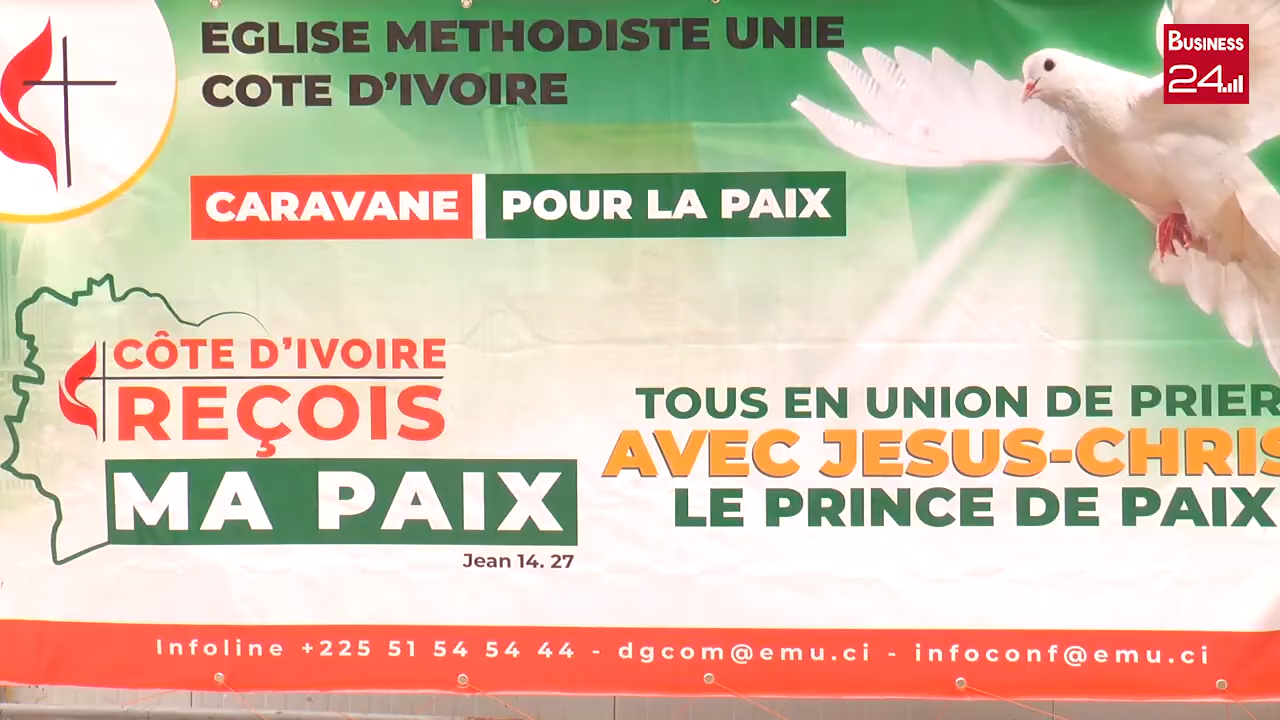 EGLISE METHODISTE UNIE
COTE D'IVOIRE
BUSINESS
24
CARAVANE POUR LA PAIX
CÔTE D'IVOIRE
REÇOIS
MA PAIX
Jean 14. 27
TOUS EN UNION DE PRIER
AVEC JESUS-CHRIS
LE PRINCE DE PAIX
Infoline +225 51 54 54 44 - dgcom@emu.ci - infoconf@emu.ci